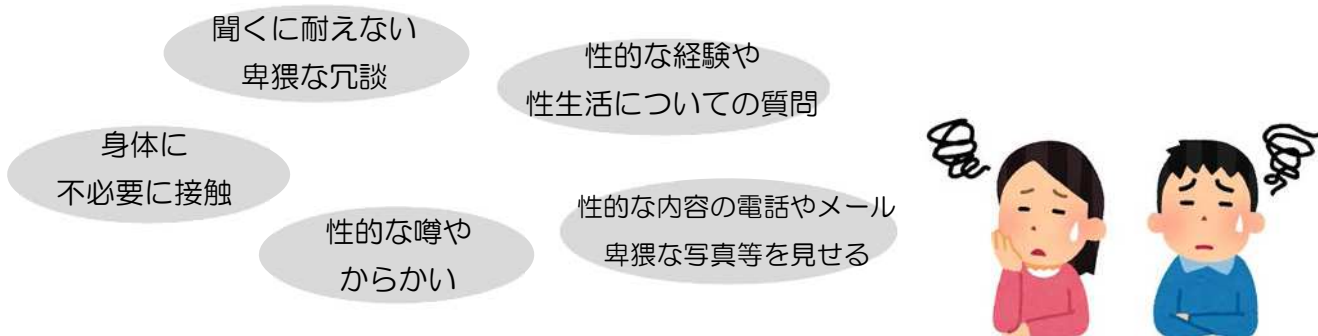 聞くに耐えない
卑猥な冗談
性的な経験や
性生活についての質問
身体に
不必要に接触
性的な噂や
からかい
性的な内容の電話やメール
卑猥な写真等を見せる